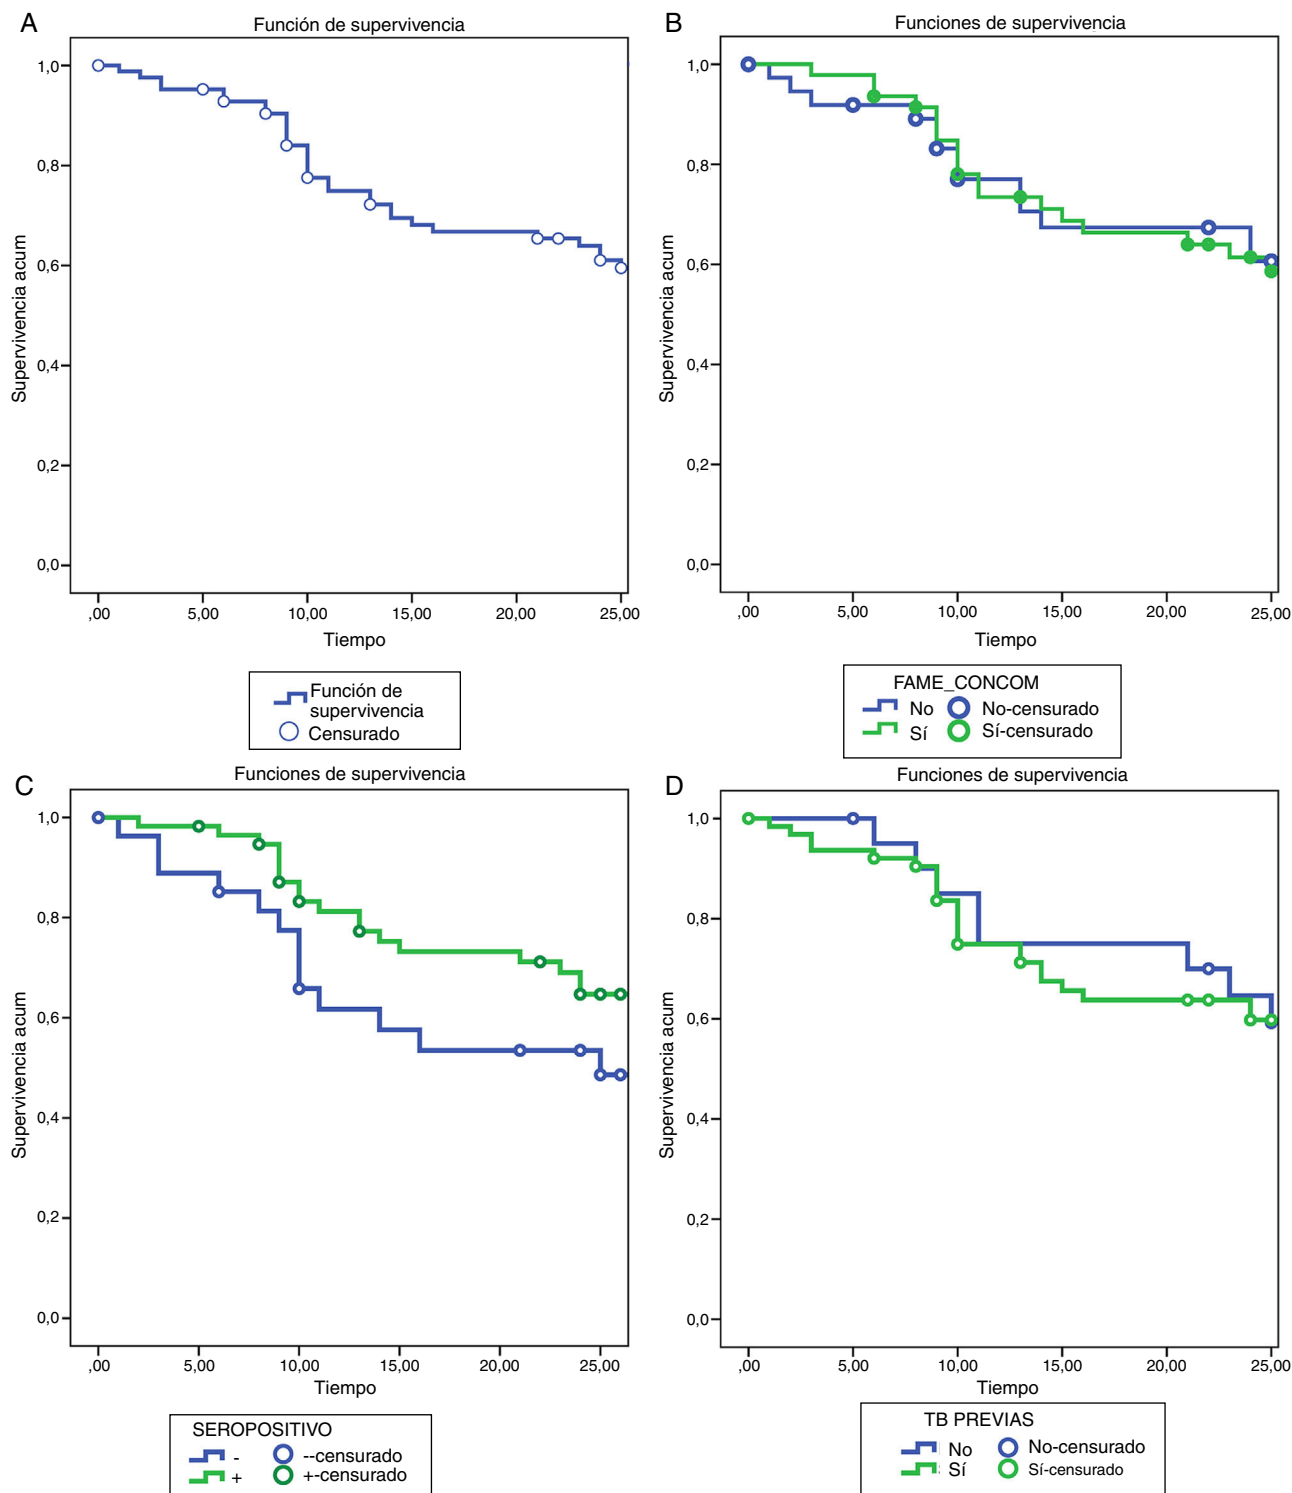 A
Función de supervivencia
1,0
0,8
0,6
0,4
0,2
0,0
Supervivencia acum
,00
5,00
10,00
15,00
20,00
25,00
Tiempo
Función de
supervivencia
Censurado
B
Funciones de supervivencia
1,0
0,8
0,6
0,4
0,2
0,0
Supervivencia acum
,00
5,00
10,00
15,00
20,00
25,00
Tiempo
FAME_CONCOM
No
No-censurado
Sí
Sí-censurado
C
Funciones de supervivencia
1,0
0,8
0,6
0,4
0,2
0,0
Supervivencia acum
,00
5,00
10,00
15,00
20,00
25,00
Tiempo
SEROPOSITIVO
-
--censurado
+
+-censurado
D
Funciones de supervivencia
1,0
0,8
0,6
0,4
0,2
0,0
Supervivencia acum
,00
5,00
10,00
15,00
20,00
25,00
Tiempo
TB PREVIAS
No
No-censurado
Sí
Sí-censurado